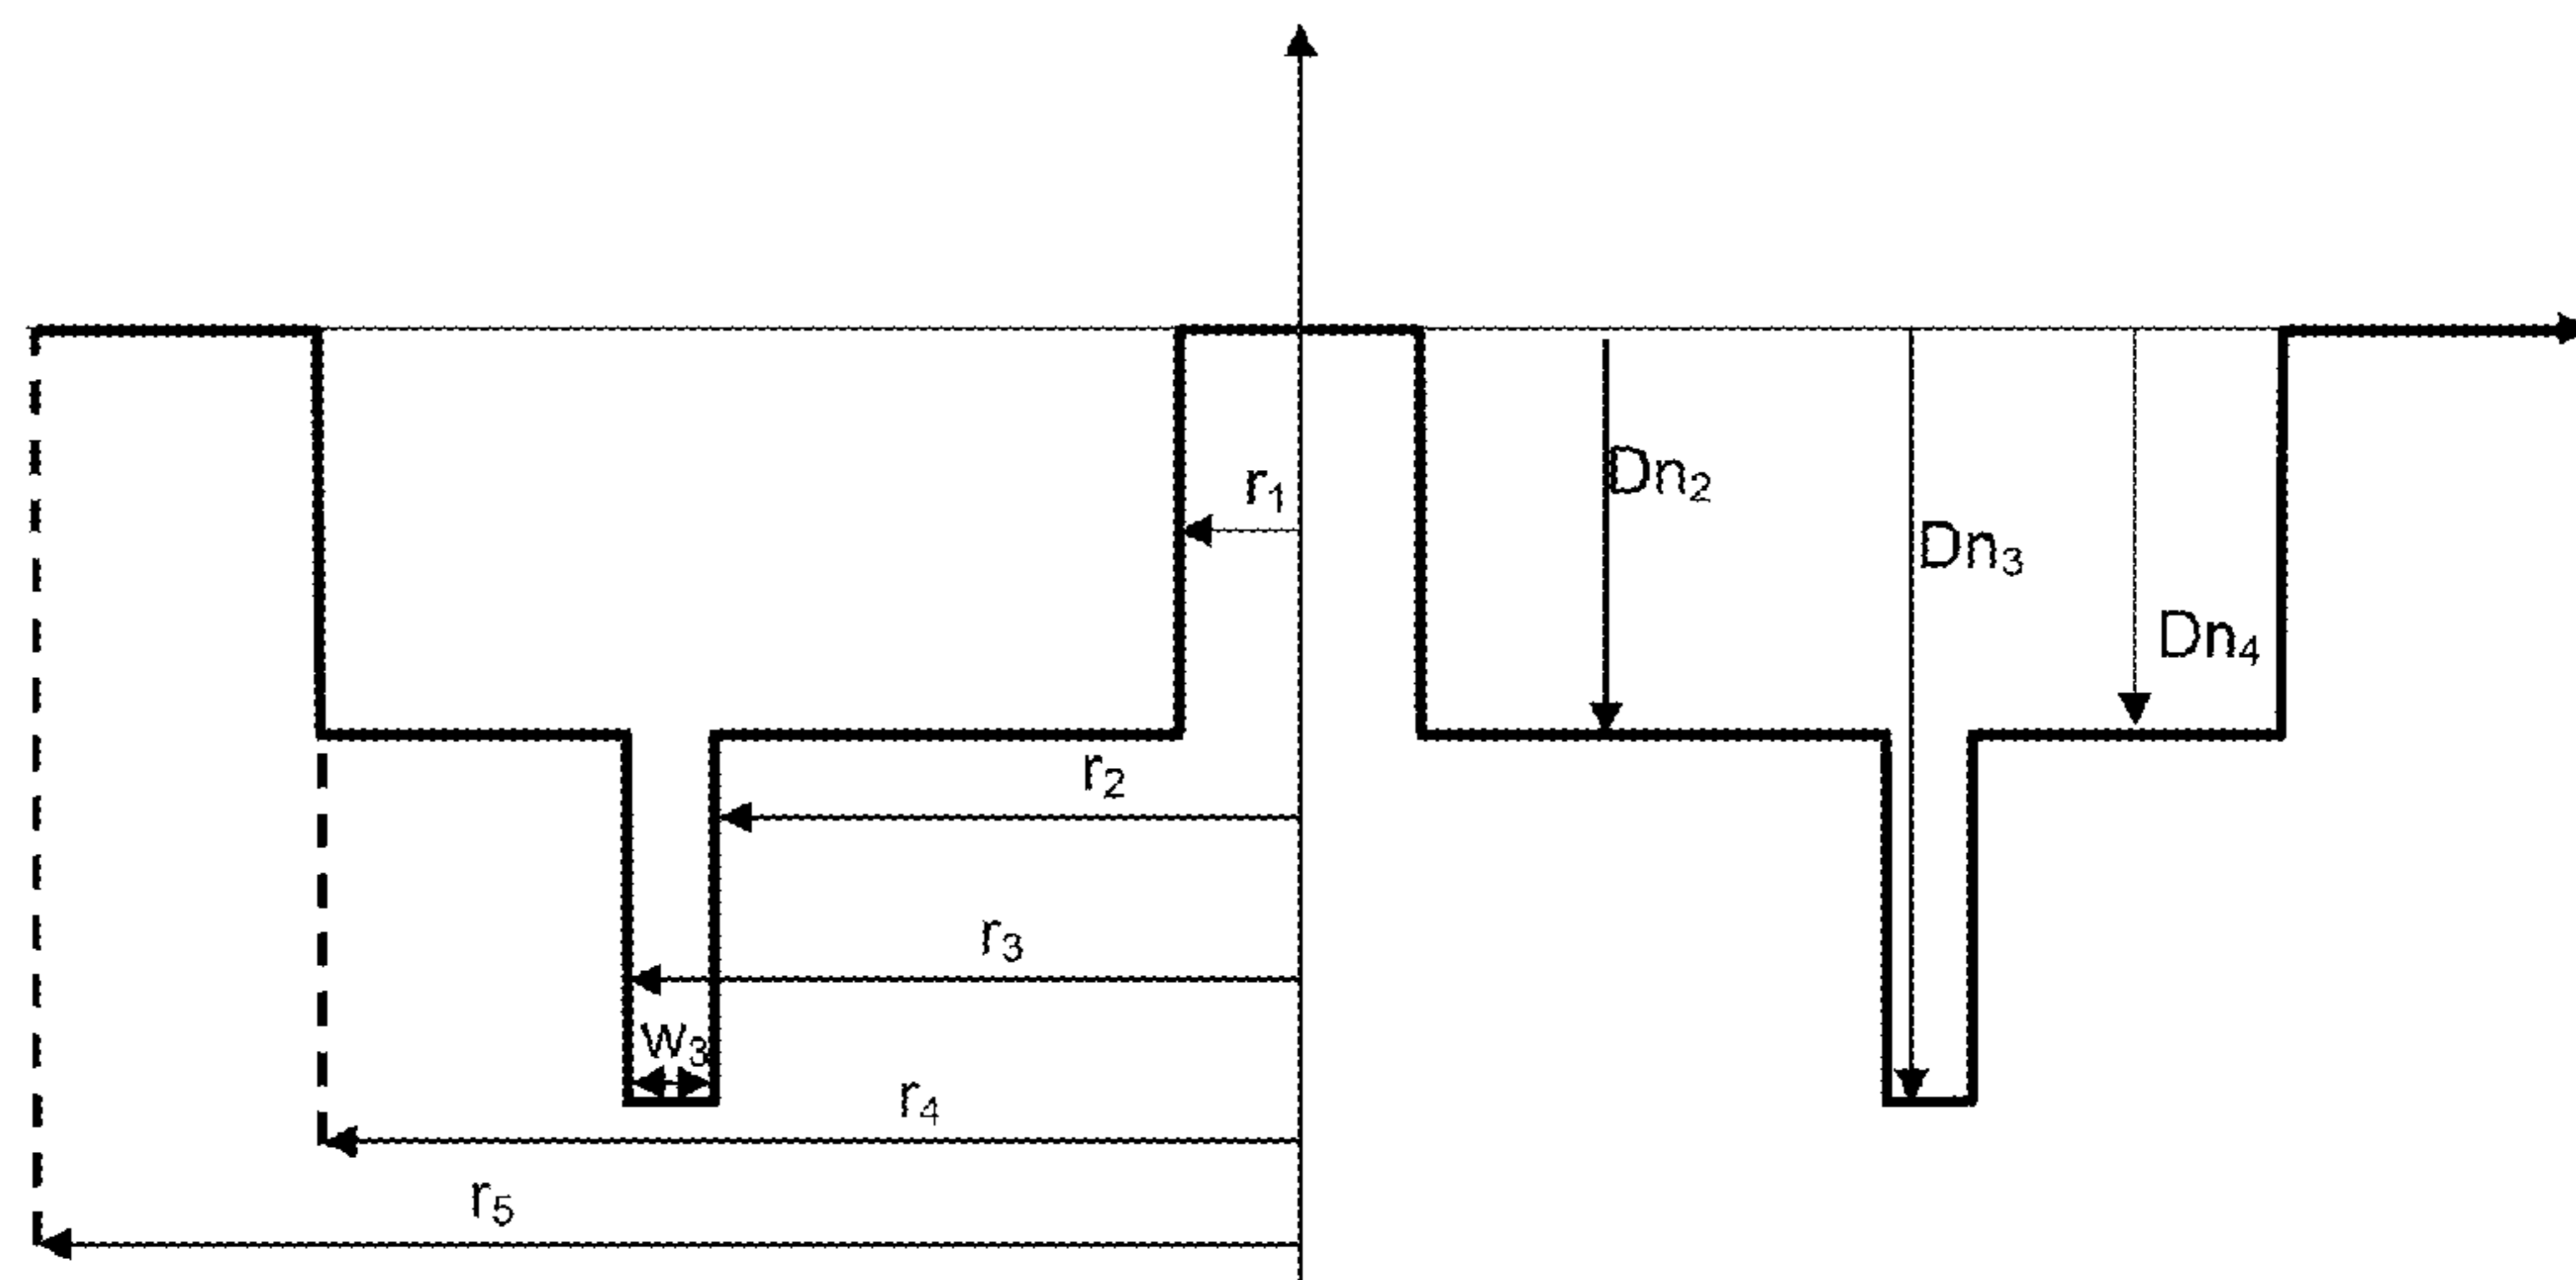 r₁
Dn₂
Dn₃
Dn₄
r₂
r₃
w₃
r₄
r₅